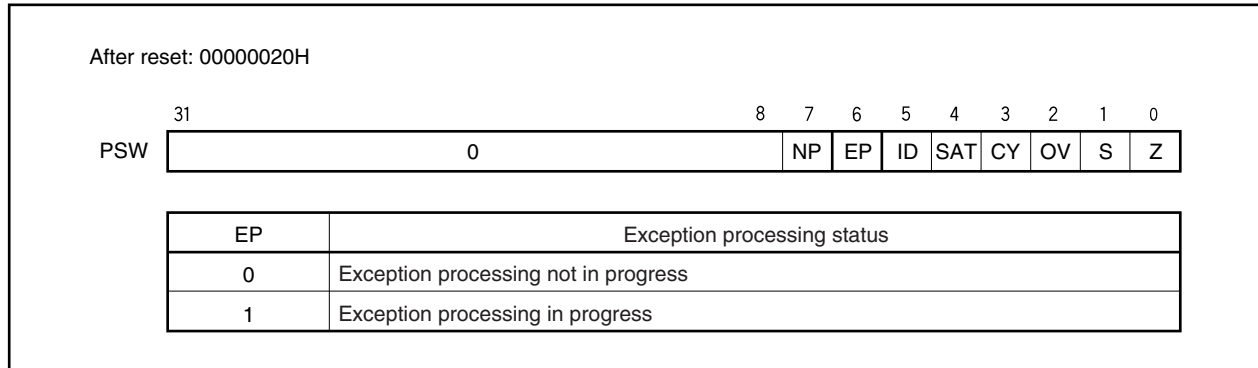 After reset: 00000020H
31 8 7 6 5 4 3 2 1 0
PSW 0 NP EP ID SAT CY OV S Z
EP Exception processing status
0 Exception processing not in progress
1 Exception processing in progress